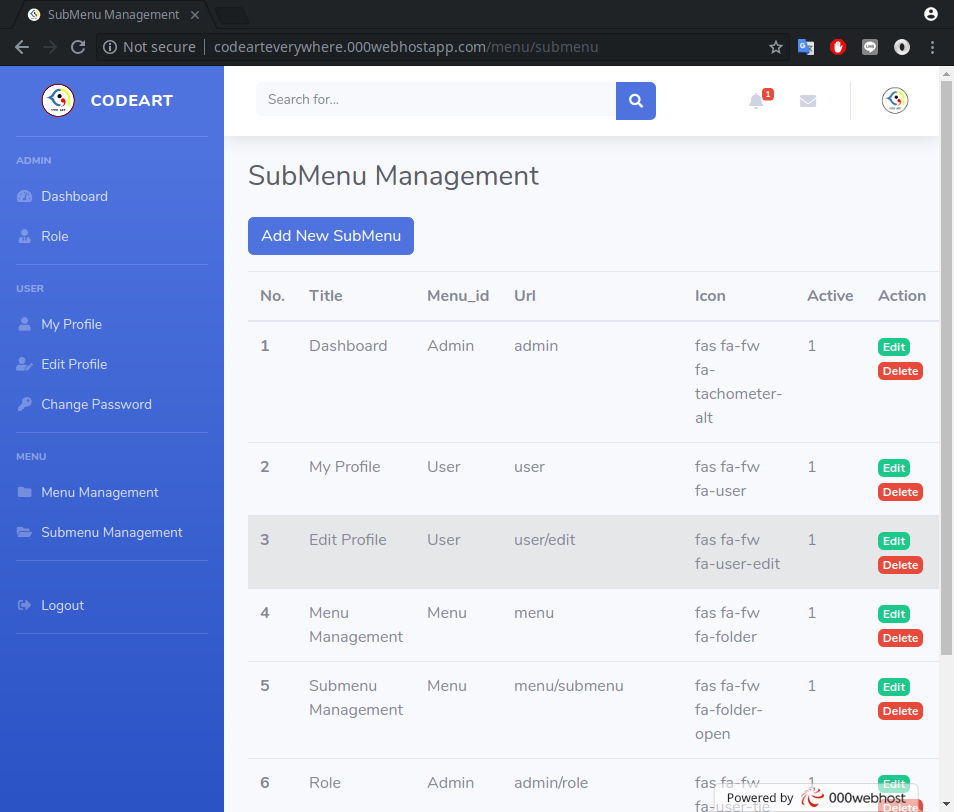 SubMenu Management
Not secure | codearteverywhere.000webhostapp.com/menu/submenu
CODEART
Search for...
1
ADMIN
Dashboard
Role
USER
My Profile
Edit Profile
Change Password
MENU
Menu Management
Submenu Management
Logout
SubMenu Management
Add New SubMenu
No. Title Menu_id Url Icon Active Action
1 Dashboard Admin admin fas fa-fw 1 Edit
fa- Delete
tachometer-
alt
2 My Profile User user fas fa-fw 1 Edit
fa-user Delete
3 Edit Profile User user/edit fas fa-fw 1 Edit
fa-user-edit Delete
4 Menu Menu menu fas fa-fw 1 Edit
Management fa-folder Delete
5 Submenu Menu menu/submenu fas fa-fw 1 Edit
Management fa-folder- Delete
open
6 Role Admin admin/role fas fa-fw 1 Edit
fa-user-tie Delete
Powered by 000webhost